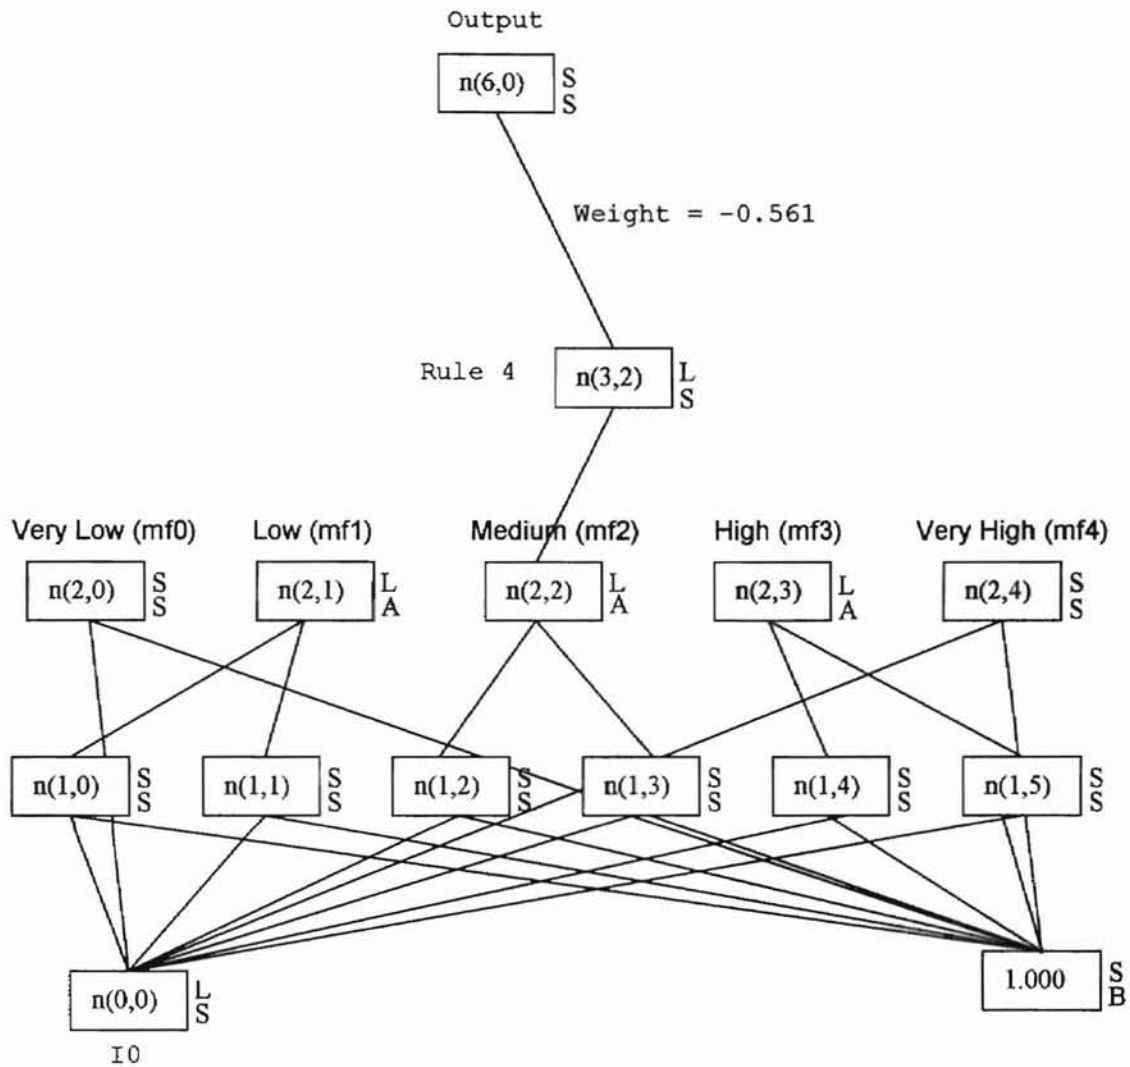 Output
n(6,0) S
S
Weight = -0.561
Rule 4 n(3,2) L
S
Very Low (mf0) Low (mf1) Medium (mf2) High (mf3) Very High (mf4)
n(2,0) S n(2,1) L n(2,2) L n(2,3) L n(2,4) S
S A A A S
n(1,0) S n(1,1) S n(1,2) S n(1,3) S n(1,4) S n(1,5) S
S S S S S S
n(0,0) L 1.000 S
S B
I0